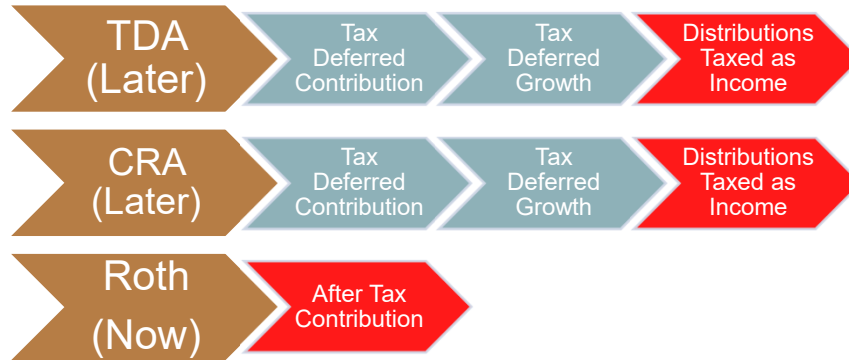 TDA
(Later)
Tax
Deferred
Contribution
Tax
Deferred
Growth
Distributions
Taxed as
Income
CRA
(Later)
Tax
Deferred
Contribution
Tax
Deferred
Growth
Distributions
Taxed as
Income
Roth
(Now)
After Tax
Contribution